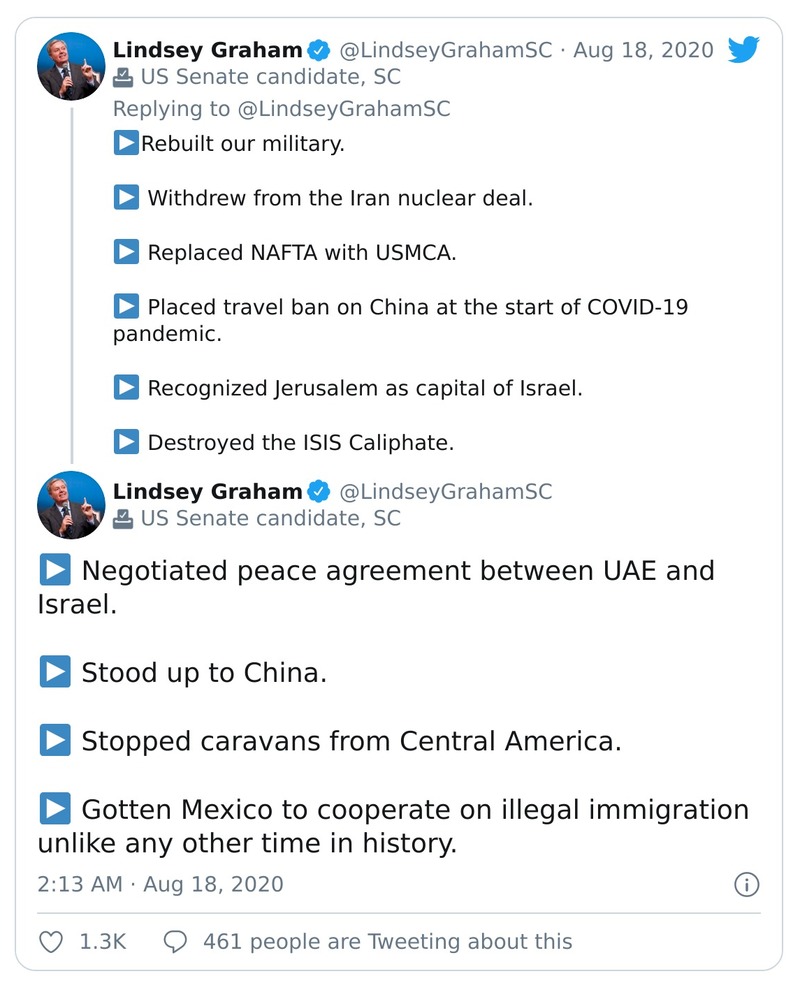 Lindsey Graham @LindseyGrahamSC · Aug 18, 2020
US Senate candidate, SC
Replying to @LindseyGrahamSC
▶Rebuilt our military.
▶ Withdrew from the Iran nuclear deal.
▶ Replaced NAFTA with USMCA.
▶ Placed travel ban on China at the start of COVID-19
pandemic.
▶ Recognized Jerusalem as capital of Israel.
▶ Destroyed the ISIS Caliphate.
Lindsey Graham @LindseyGrahamSC
US Senate candidate, SC
▶ Negotiated peace agreement between UAE and
Israel.
▶ Stood up to China.
▶ Stopped caravans from Central America.
▶ Gotten Mexico to cooperate on illegal immigration
unlike any other time in history.
2:13 AM · Aug 18, 2020
1.3K 461 people are Tweeting about this